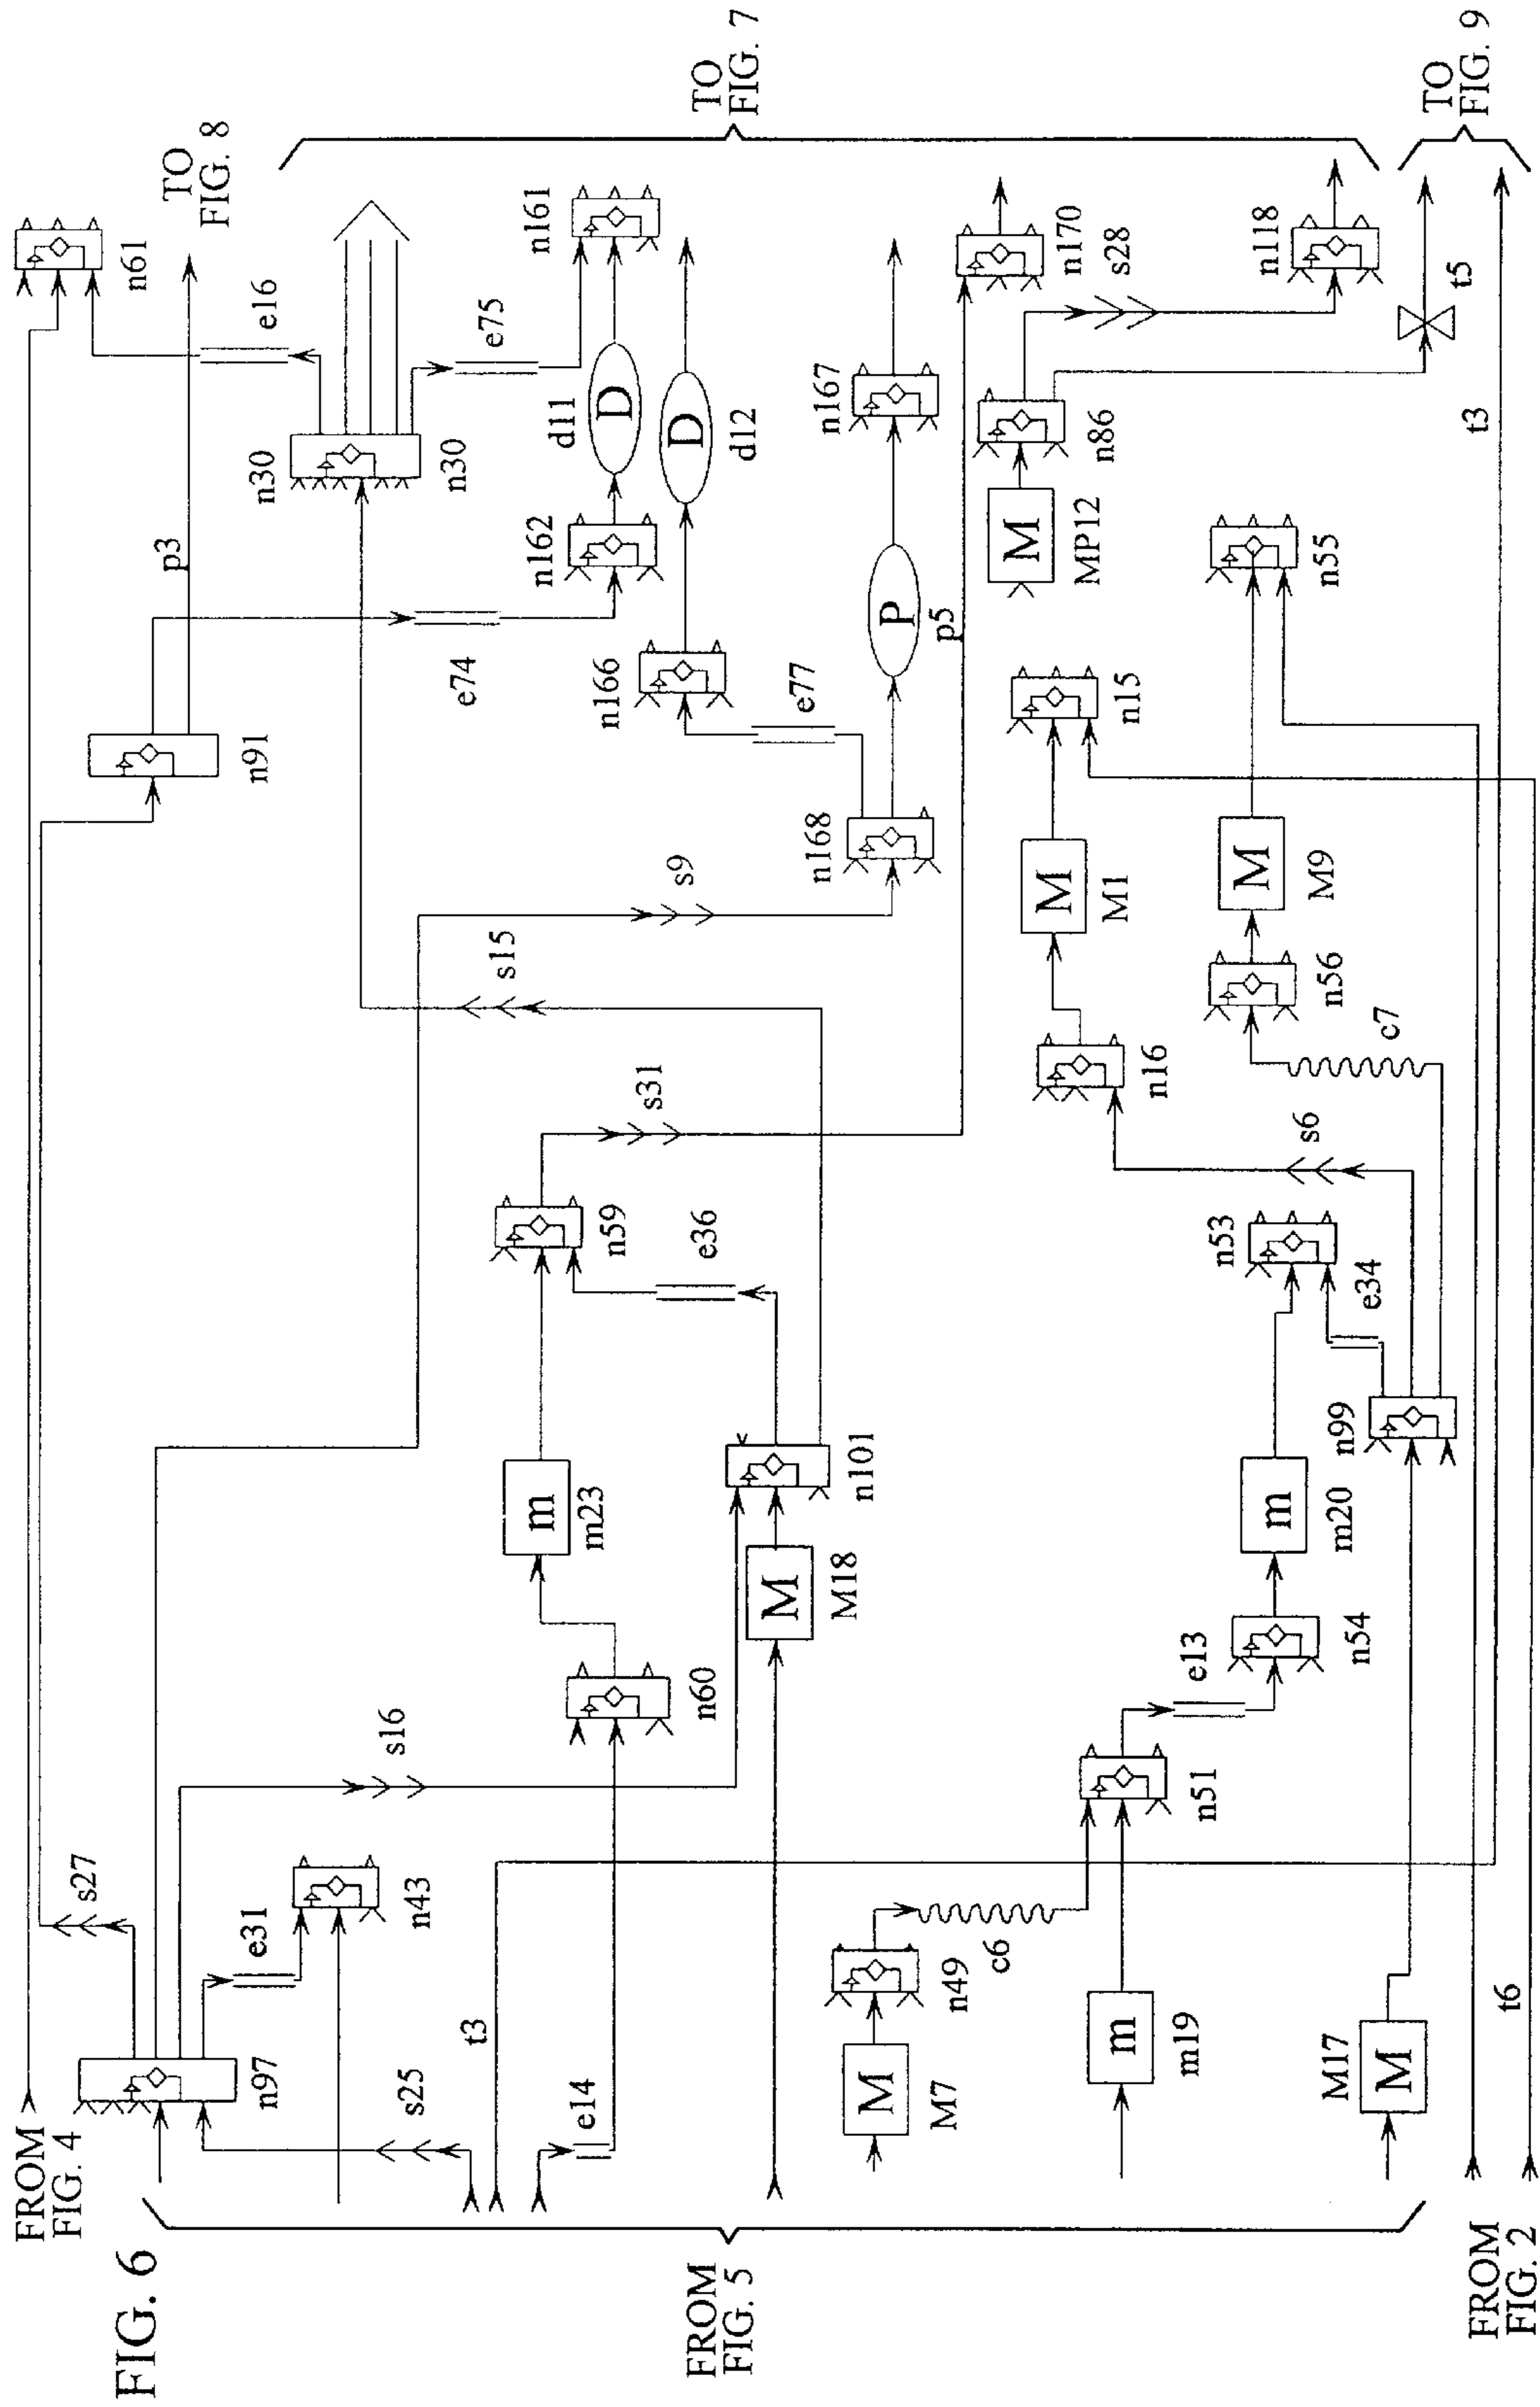 FIG. 6
FROM
FIG. 4
FROM
FIG. 5
FROM
FIG. 2
TO
FIG. 8
TO
FIG. 7
TO
FIG. 9
n97
s27
e31
n43
s25
s16
t3
e14
n60
m
m23
M
M18
n101
n59
e36
s31
s15
s9
n91
p3
e74
n61
e16
n30
n30
e75
n161
n162
D
d11
D
d12
n166
e77
n168
P
p5
n167
n170
s28
n118
n86
M
MP12
t5
t3
M
M7
n49
c6
m
m19
n51
e13
n54
m
m20
n53
e34
n99
M17
M
s6
n16
M
M1
n15
c7
n56
M
M9
n55
t6